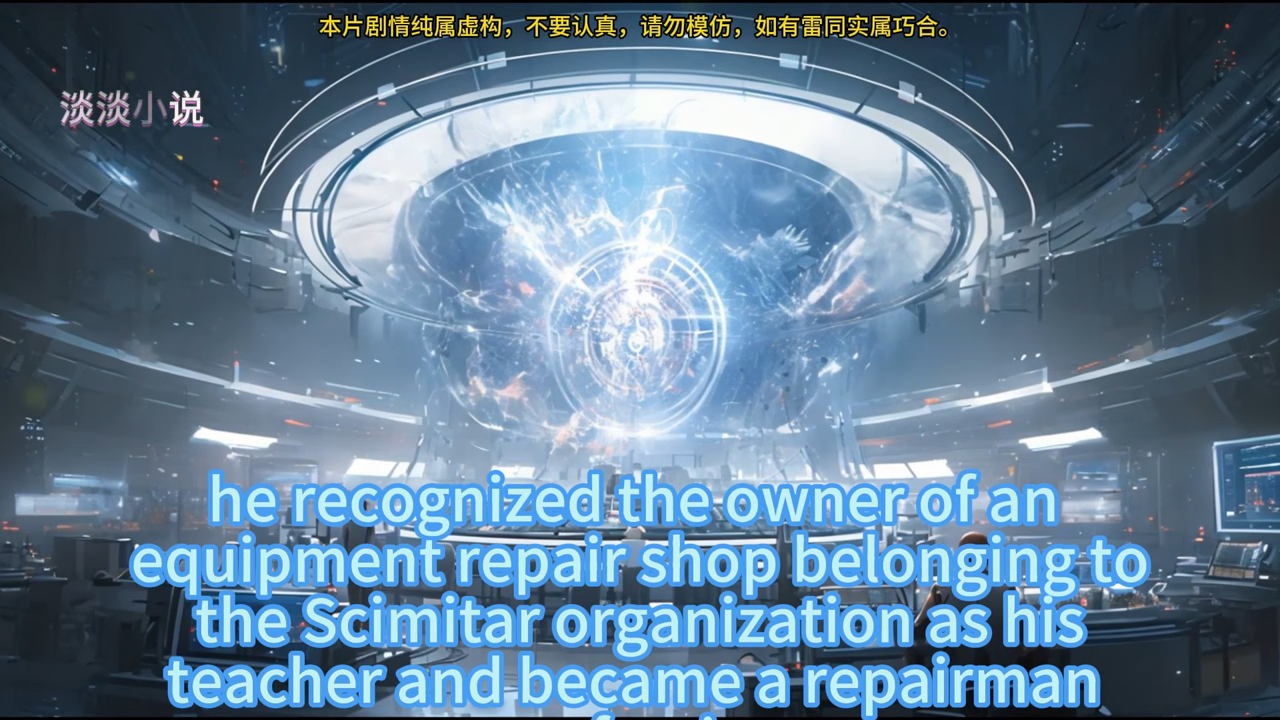 本片剧情纯属虚构，不要认真，请勿模仿，如有雷同实属巧合。
淡淡小说
he recognized the owner of an
equipment repair shop belonging to
the Scimitar organization as his
teacher and became a repairman